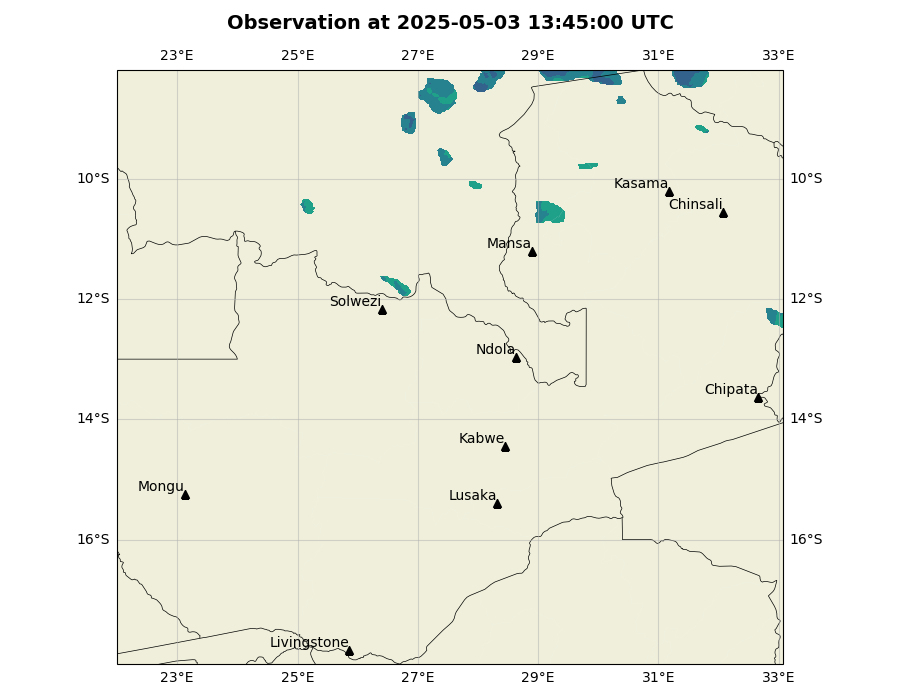 Observation at 2025-05-03 13:45:00 UTC
23°E 25°E 27°E 29°E 31°E 33°E
10°S 10°S
Kasama
Chinsali
Mansa
12°S 12°S
Solwezi
Ndola
Chipata
14°S 14°S
Kabwe
Mongu
Lusaka
16°S 16°S
Livingstone
23°E 25°E 27°E 29°E 31°E 33°E